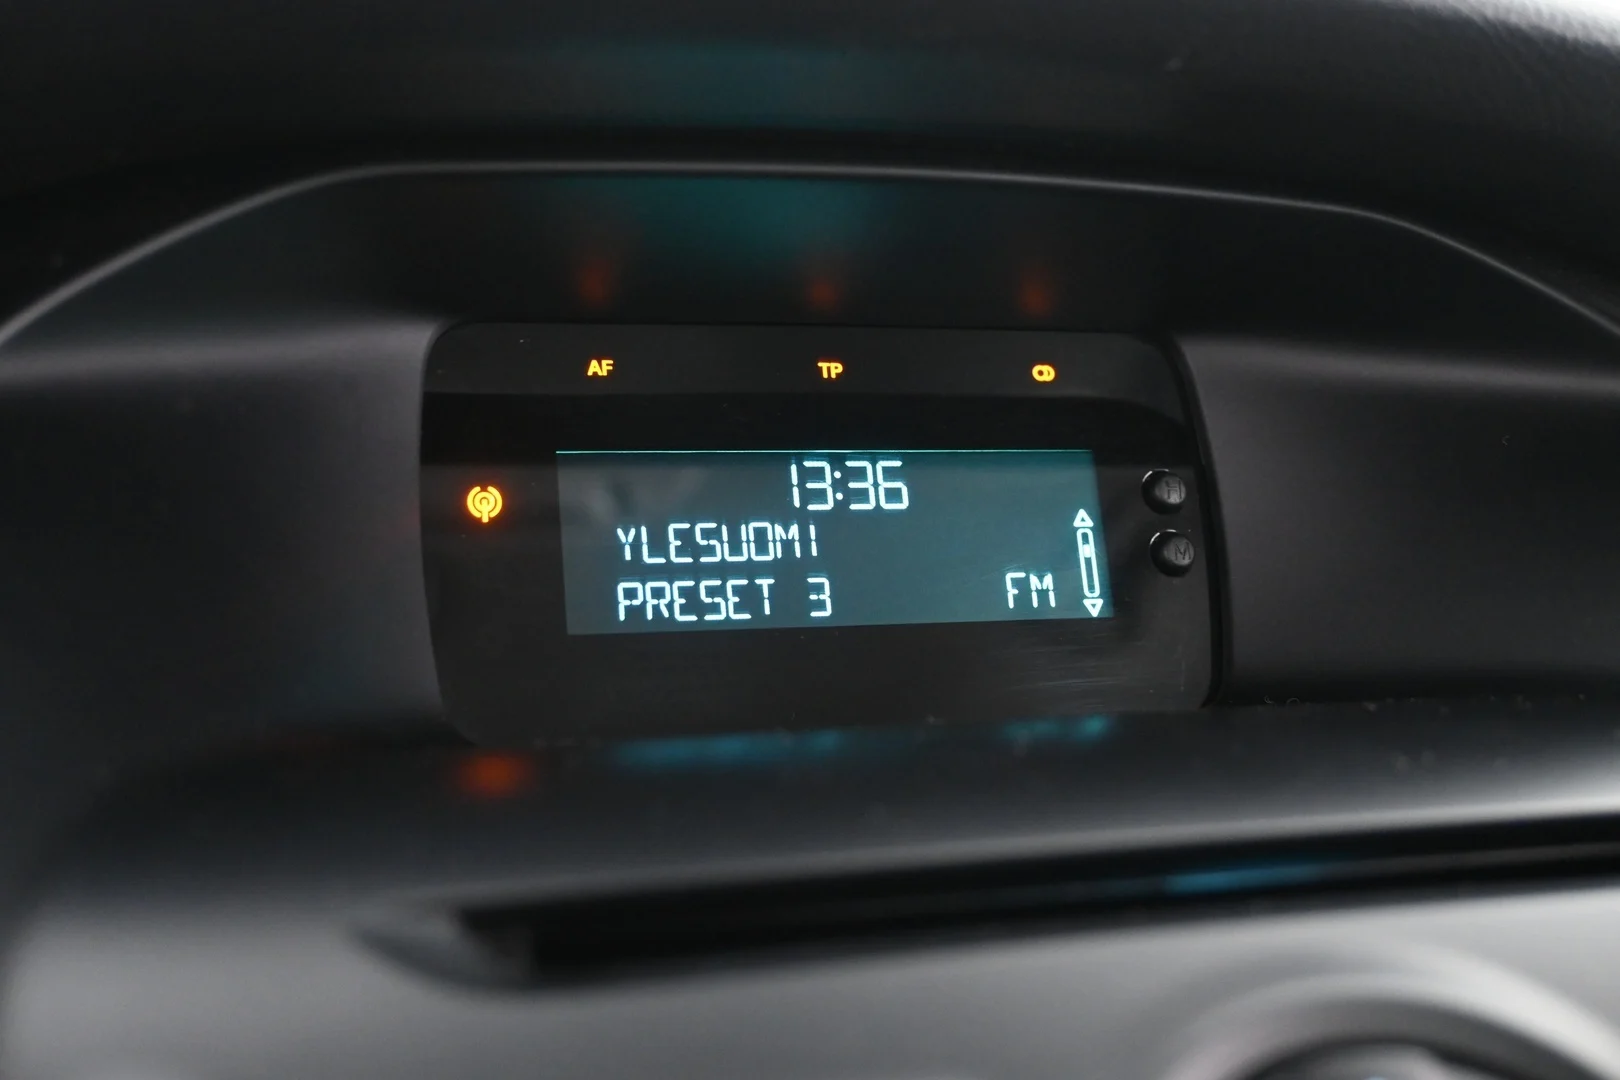 AF TP
13:36
YLESUOMI
PRESET 3 FM
H
M